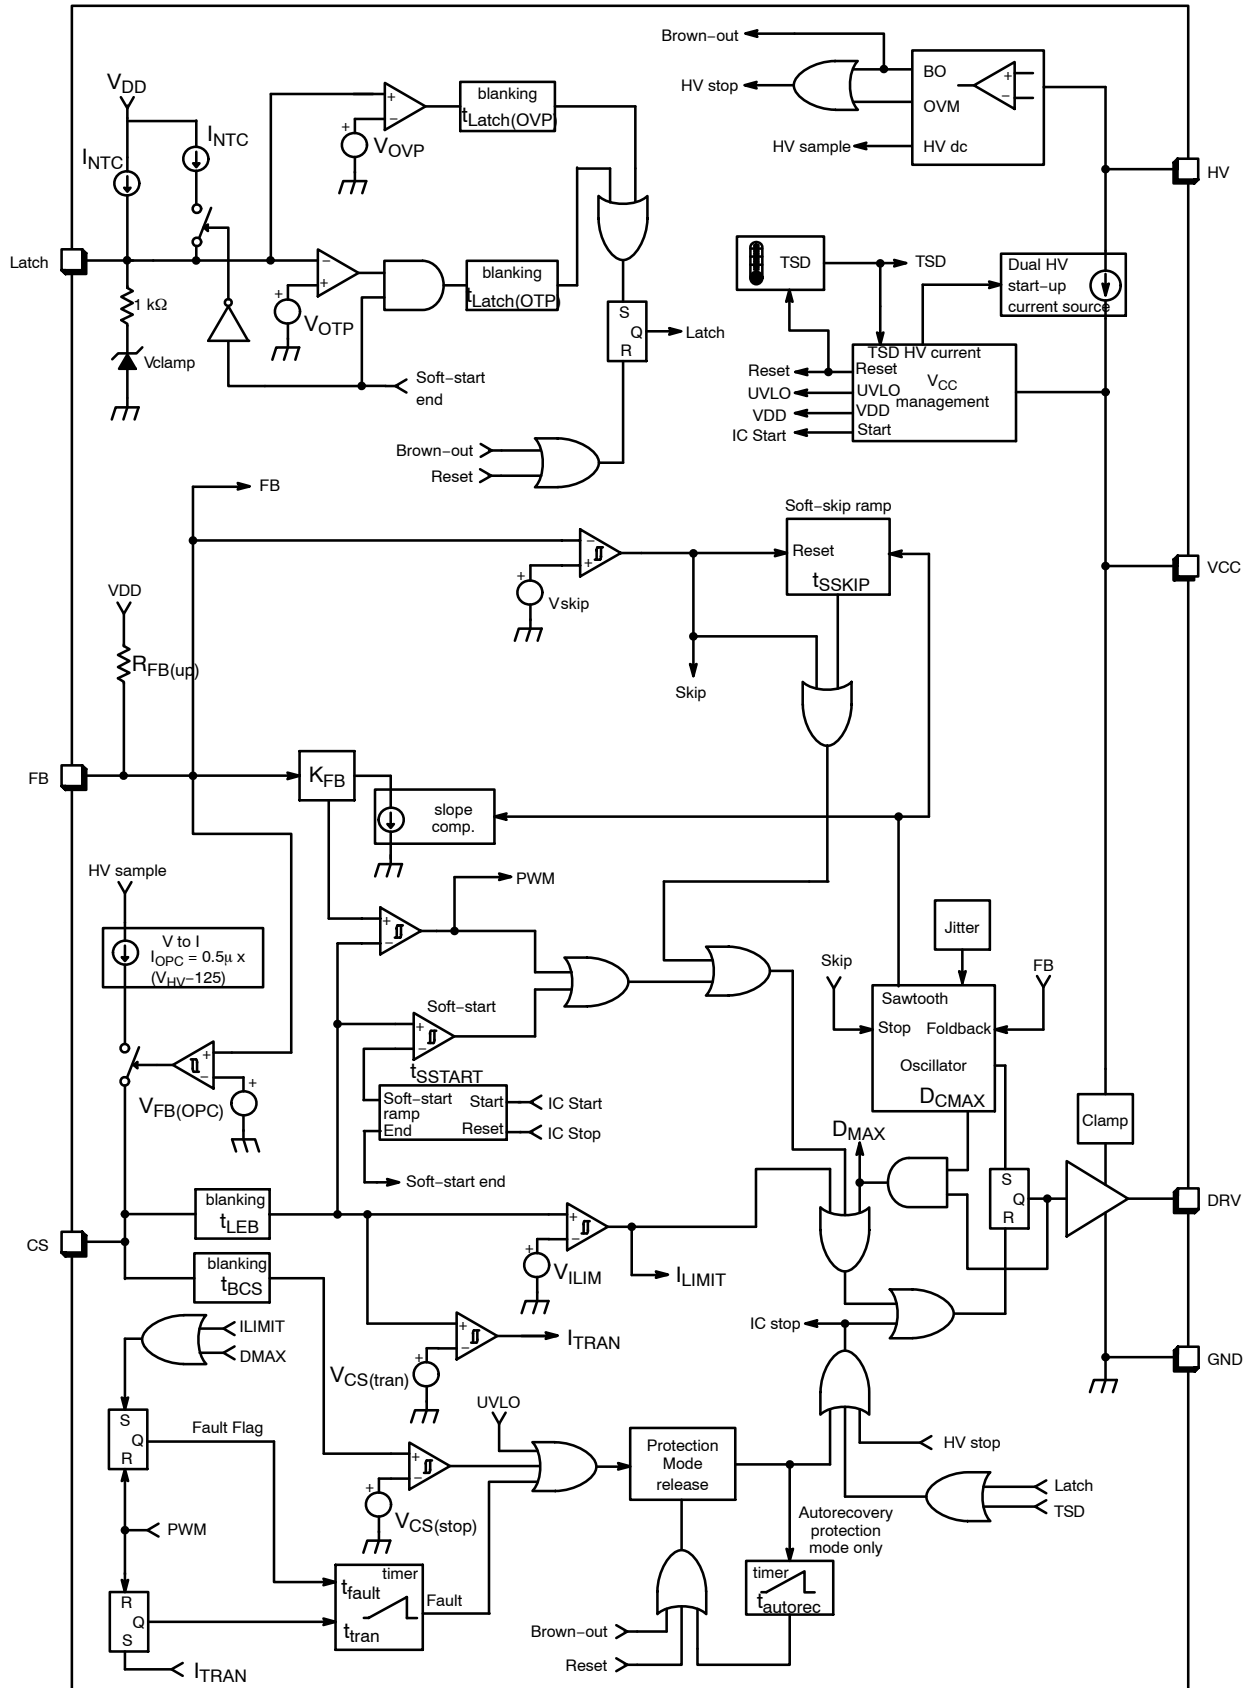 Brown−out
BO
HV stop
OVM
HV sample
HV dc
+
−
HV
VDD
INTC
INTC
+
−
blanking
tLatch(OVP)
+
VOVP
Latch
−
+
blanking
tLatch(OTP)
+
VOTP
1 kΩ
Vclamp
Soft-start
end
S
Q
R
Latch
Brown−out
Reset
TSD
TSD
Dual HV
start-up
current source
TSD HV current
Reset
Reset
UVLO
UVLO
VCC
management
VDD
VDD
IC Start
Start
FB
Soft−skip ramp
−
+
Reset
tSSKIP
+
Vskip
VCC
VDD
RFB(up)
Skip
FB
KFB
slope
comp.
HV sample
V to I
IOPC = 0.5µ x
(VHV−125)
+
−
PWM
Jitter
Skip
FB
Sawtooth
Stop
Foldback
Oscillator
DCMAX
Soft−start
+
−
tSSTART
Soft-start
ramp
Start
IC Start
End
Reset
IC Stop
Soft−start end
+
−
+
VFB(OPC)
DMAX
Clamp
S
Q
R
DRV
blanking
tLEB
CS
blanking
tBCS
+
−
+
VILIM
ILIMIT
ILIMIT
DMAX
+
−
ITRAN
+
VCS(tran)
IC stop
GND
S
Q
R
Fault Flag
UVLO
+
−
+
VCS(stop)
Protection
Mode
release
HV stop
Latch
TSD
PWM
Autorecovery
protection
mode only
R
Q
S
timer
tfault
ttran
Fault
timer
tautorec
Brown−out
Reset
ITRAN